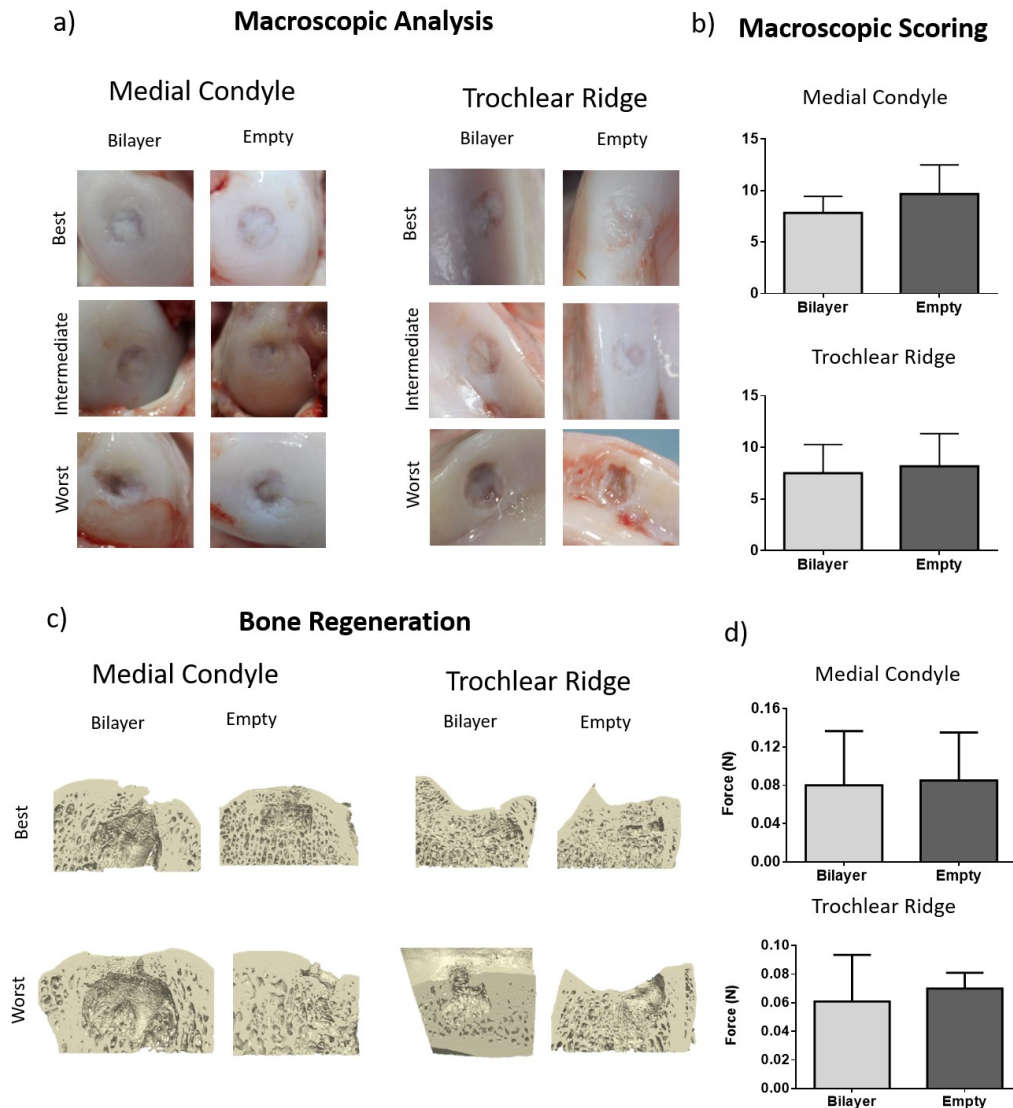 a)
Macroscopic Analysis
Medial Condyle
Trochlear Ridge
Bilayer
Empty
Bilayer
Empty
Best
Intermediate
Worst
Best
Intermediate
Worst
b)
Macroscopic Scoring
Medial Condyle
15
10
5
0
Bilayer
Empty
Trochlear Ridge
15
10
5
0
Bilayer
Empty
c)
Bone Regeneration
Medial Condyle
Trochlear Ridge
Bilayer
Empty
Bilayer
Empty
Best
Worst
d)
Medial Condyle
Force (N)
0.16
0.12
0.08
0.04
0.00
Bilayer
Empty
Trochlear Ridge
Force (N)
0.10
0.08
0.06
0.04
0.02
0.00
Bilayer
Empty